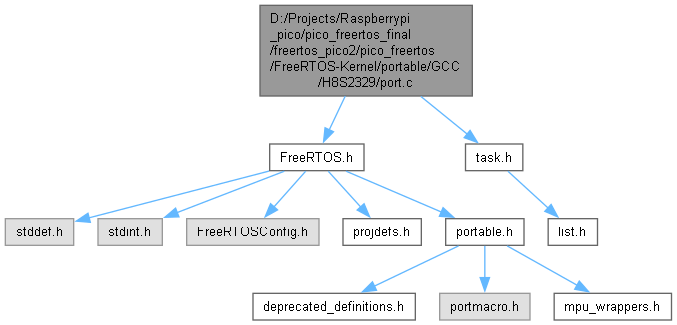 D:/Projects/Raspberrypi
_pico/pico_freertos_final
/freertos_pico2/pico_freertos
/FreeRTOS-Kernel/portable/GCC
/H8S2329/port.c
FreeRTOS.h
task.h
stddef.h
stdint.h
FreeRTOSConfig.h
projdefs.h
portable.h
list.h
deprecated_definitions.h
portmacro.h
mpu_wrappers.h